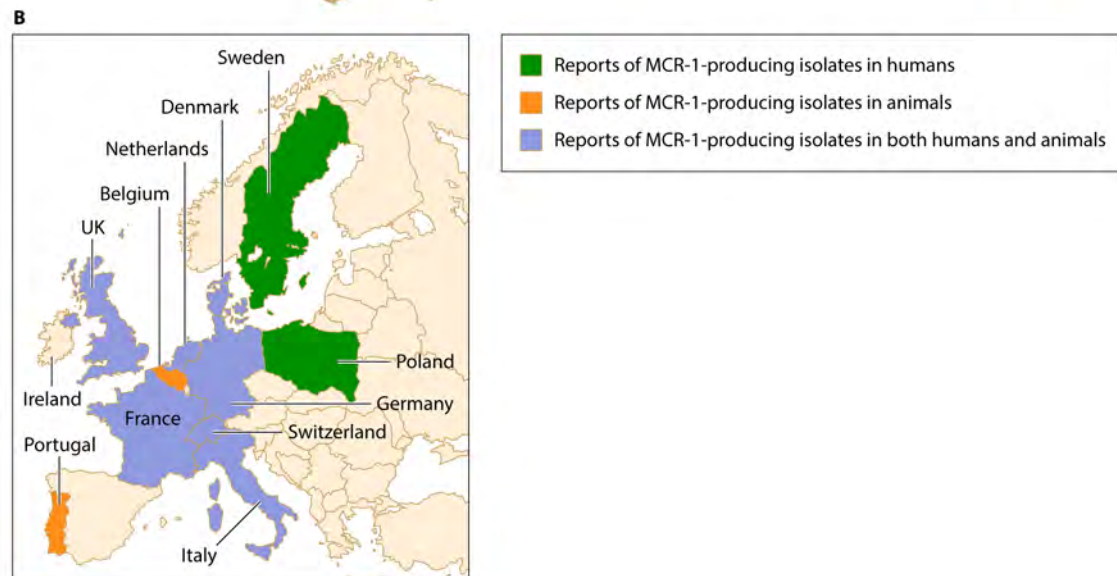 B
Sweden
Denmark
Netherlands
Belgium
UK
Ireland
France
Portugal
Poland
Germany
Switzerland
Italy
Reports of MCR-1-producing isolates in humans
Reports of MCR-1-producing isolates in animals
Reports of MCR-1-producing isolates in both humans and animals